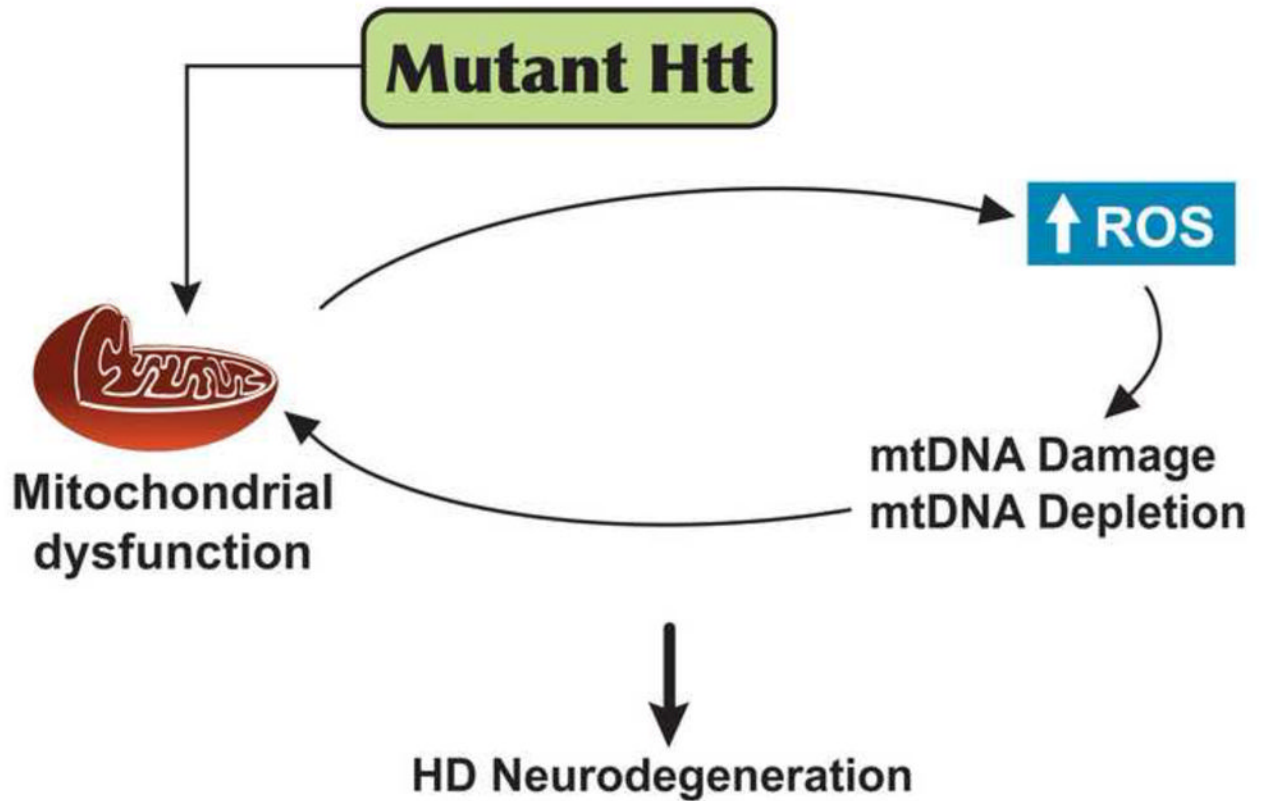 Mutant Htt
↑ ROS
mtDNA Damage
mtDNA Depletion
Mitochondrial
dysfunction
HD Neurodegeneration